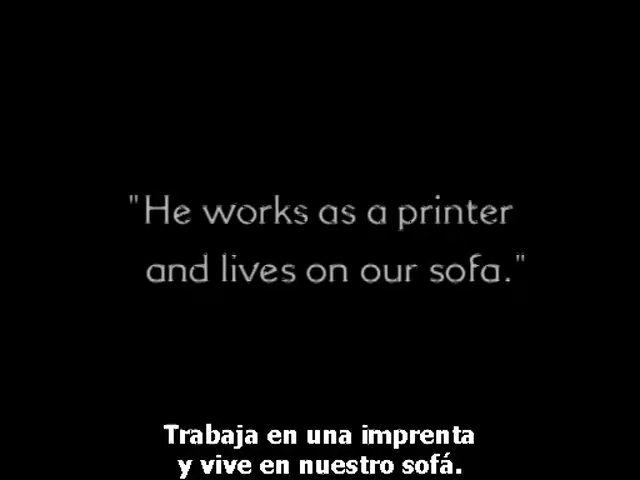 "He works as a printer
and lives on our sofa."
Trabaja en una imprenta
y vive en nuestro sofá.